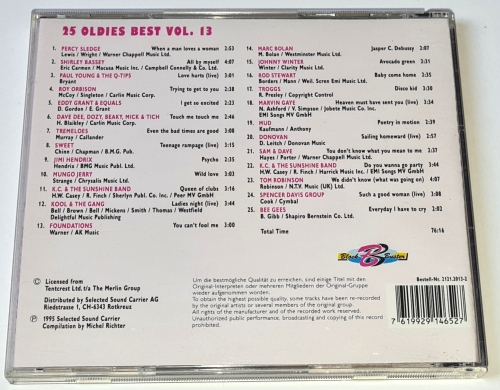 25 OLDIES BEST VOL. 13
1. PERCY SLEDGE When a man loves a woman 2:53
Lewis / Wright / Warner Chappell Music Ltd.
2. SHIRLEY BASSEY All by myself 4:07
Eric Carmen / Macusa Music Inc. / Campbell Connelly & Co. Ltd.
3. PAUL YOUNG & THE Q-TIPS Love hurts (live) 3:31
Bryant
4. ROY ORBISON Trying to get to you 2:38
McCoy / Singleton / Carlin Music Corp.
5. EDDY GRANT & EQUALS I get so excited 2:23
D. Gordon / E. Grant
6. DAVE DEE, DOZY, BEAKY, MICK & TICH Touch me touch me 2:56
H. Blaikley / Carlin Music Corp.
7. TREMELOES Even the bad times are good 3:08
Murray / Callander
8. SWEET Teenage rampage (live) 3:15
Chinn / Chapman / B.M.G. Pub.
9. JIMI HENDRIX Psycho 2:35
Hendrix / BMG Music Publ. Ltd.
10. MUNGO JERRY Wild love 3:03
Strange / Chrysalis Music Ltd.
11. K.C. & THE SUNSHINE BAND Queen of clubs 3:16
H.W. Casey / R. Finch / Sherlyn Publ. Co. Inc. / Peer MV GmbH
12. KOOL & THE GANG Ladies night (live) 3:44
Bell / Brown / Bell / Mickens / Smith / Thomas / Westfield
Delightful Music Publishing
13. FOUNDATIONS You can't feel me 3:00
Warner / AK Music
14. MARC BOLAN Jasper C. Debussy 2:07
M. Bolan / Westminster Music Ltd.
15. JOHNNY WINTER Avocado green 2:31
Winter / Clarity Music Ltd.
16. ROD STEWART Baby come home 3:33
Borders / Mann / Weil. Screen Emi Music Ltd.
17. TROGGS Disco kid 3:30
R. Presley / Copyright Control
18. MARVIN GAYE Heaven must have sent you (live) 3:44
N. Ashford / V. Simpson / Jobete Music Co. Inc.
EMI Songs MV GmbH
19. MUD Poetry in motion 2:39
Kaufmann / Anthony
20. DONOVAN Sailing homeward (live) 2:57
D. Leitch / Donovan Music
21. SAM & DAVE You don't know what you mean to me 2:37
Hayes / Porter / Warner Chappell Music Ltd.
22. K.C. & THE SUNSHINE BAND Do you wanna go party 3:44
H.W. Casey / R. Finch / Harrick Music Inc. / EMI Songs MV GmbH
23. TOM ROBINSON We didn't know (what was going on) 4:06
Robinson / N.T.V. Music (UK) Ltd.
24. SPENCER DAVIS GROUP Such a good woman (live) 3:08
Cook / Cymbal
25. BEE GEES Everyday I have to cry 2:02
B. Gibb / Shapiro Bernstein Co. Ltd.
Total Time 76:16
Block B Buster
Bestell-Nr. 2121.2013-2
© Licensed from
Tentcrest Ltd. t/a The Merlin Group
Distributed by Selected Sound Carrier AG
Riedstrasse 1, CH-6343 Rotkreuz
℗ 1995 Selected Sound Carrier
Compilation by Michel Richter
Um die bestmögliche Qualität zu erreichen, sind einige Titel mit den
Original-Interpreten oder mehreren Mitgliedern der Original-Gruppe
wieder aufgenommen worden.
To obtain the highest possible quality, some tracks have been re-recorded
by the original artist(s) or several members of the original group.
All rights of the manufacturer and of the recorded work reserved.
Unauthorized public performance, broadcasting and copying of this record
prohibited.
7 619929 146527